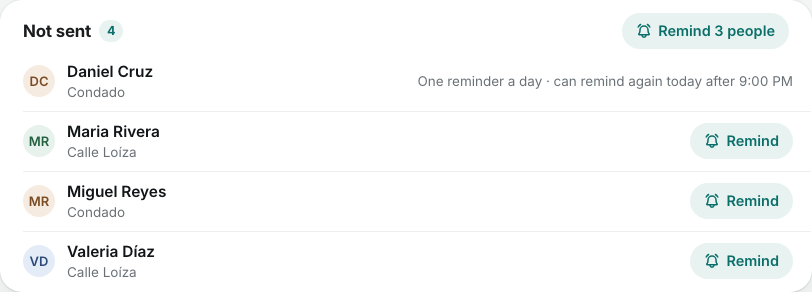 Not sent 4
Remind 3 people
DC
Daniel Cruz
Condado
One reminder a day · can remind again today after 9:00 PM
MR
Maria Rivera
Calle Loíza
Remind
MR
Miguel Reyes
Condado
Remind
VD
Valeria Díaz
Calle Loíza
Remind